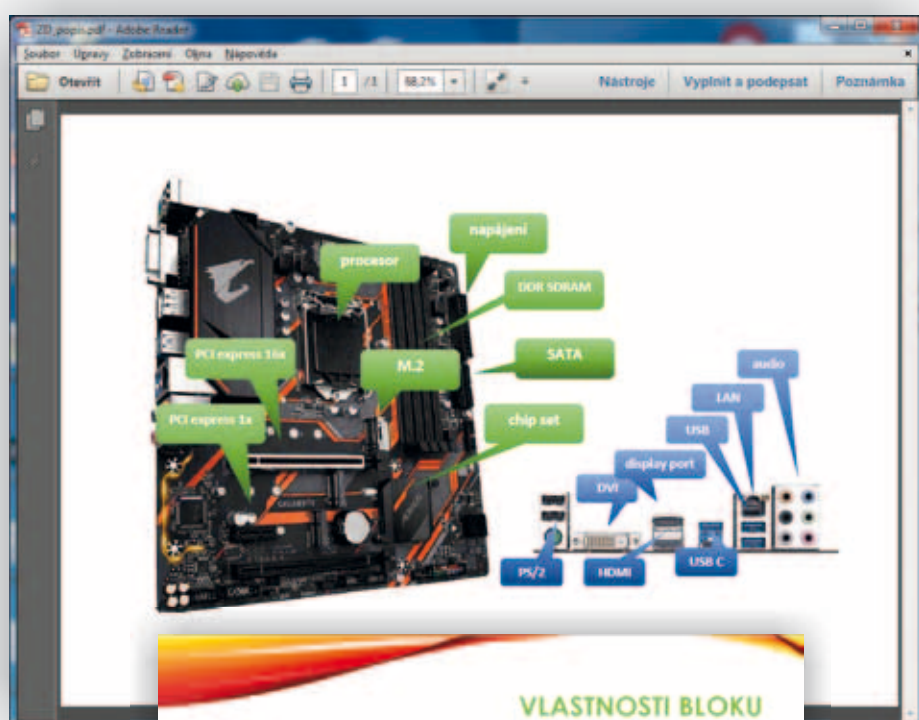 ZD_popis.pdf - Adobe Reader
Soubor Úpravy Zobrazení Okna Nápověda
Otevřít 1 / 1 68,2% Nástroje Vyplnit a podepsat Poznámka
napájení
procesor
DDR SDRAM
PCI express 16x
M.2
SATA
audio
LAN
PCI express 1x
chip set
USB
display port
DVI
PS/2
HDMI
USB C
VLASTNOSTI BLOKU